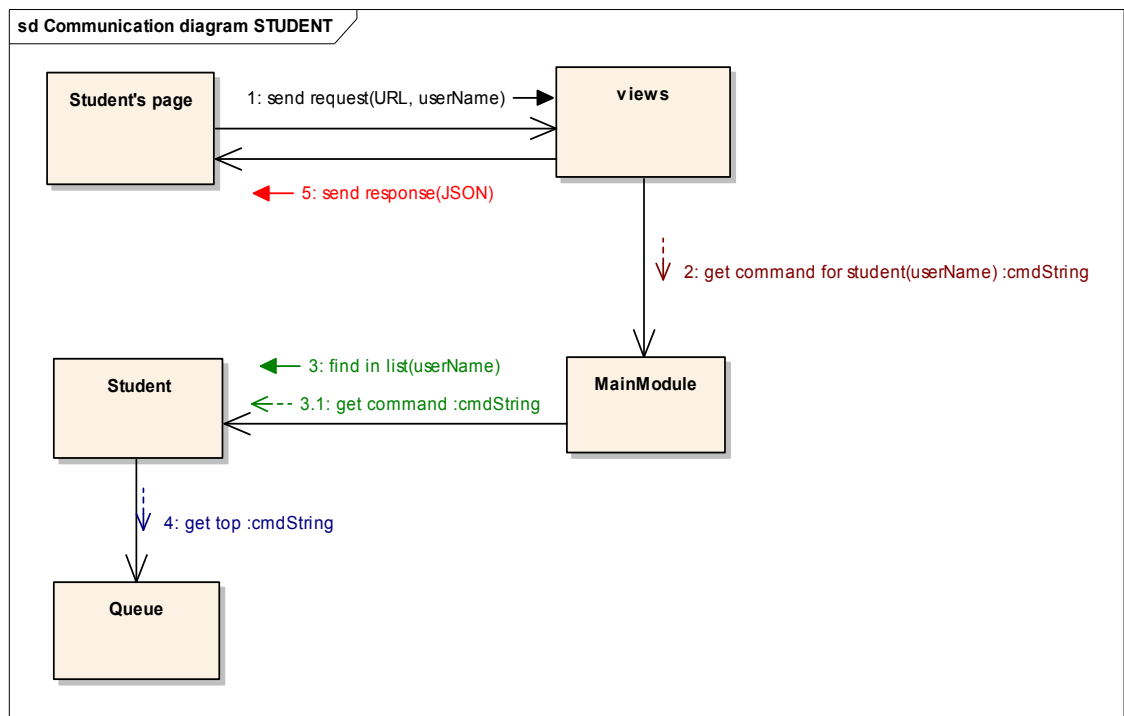 sd Communication diagram STUDENT
Student's page
1: send request(URL, userName)
views
5: send response(JSON)
2: get command for student(userName) :cmdString
3: find in list(userName)
Student
MainModule
3.1: get command :cmdString
4: get top :cmdString
Queue